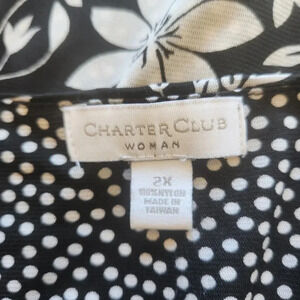 CHARTER CLUB
WOMAN
2X
100% NYLON
MADE IN
TAIWAN